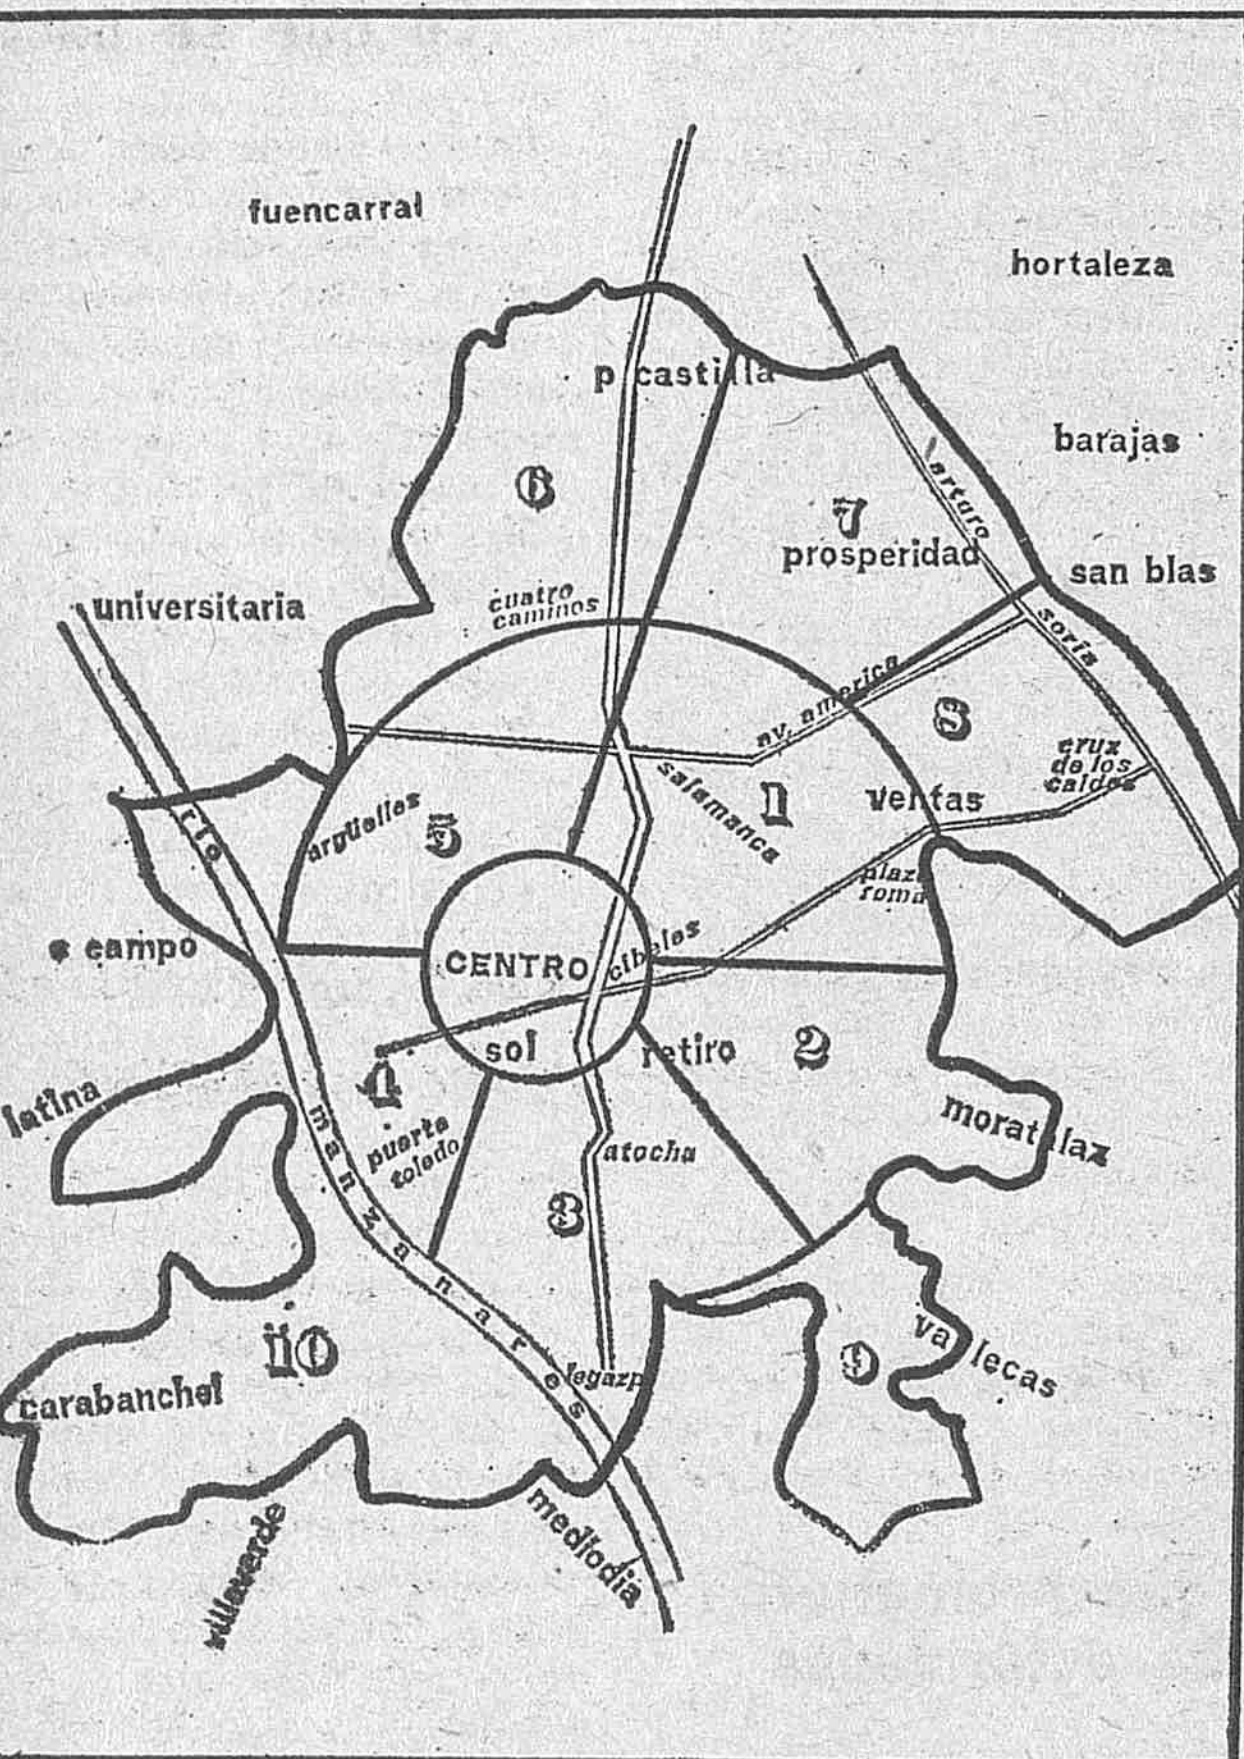 fuencarral
hortaleza
p castilla
barajas
6
7
arturo
prosperidad
san blas
cuatro
caminos
universitaria
soria
av. america
8
cruz
de los
caidos
salamanca
1
ventas
rio
argüelles
5
plaza
roma
campo
CENTRO
cibeles
sol
retiro
2
4
latina
puerta
toledo
manzanares
moratalaz
atocha
3
10
vallecas
9
legazpi
carabanchel
villaverde
mediodia